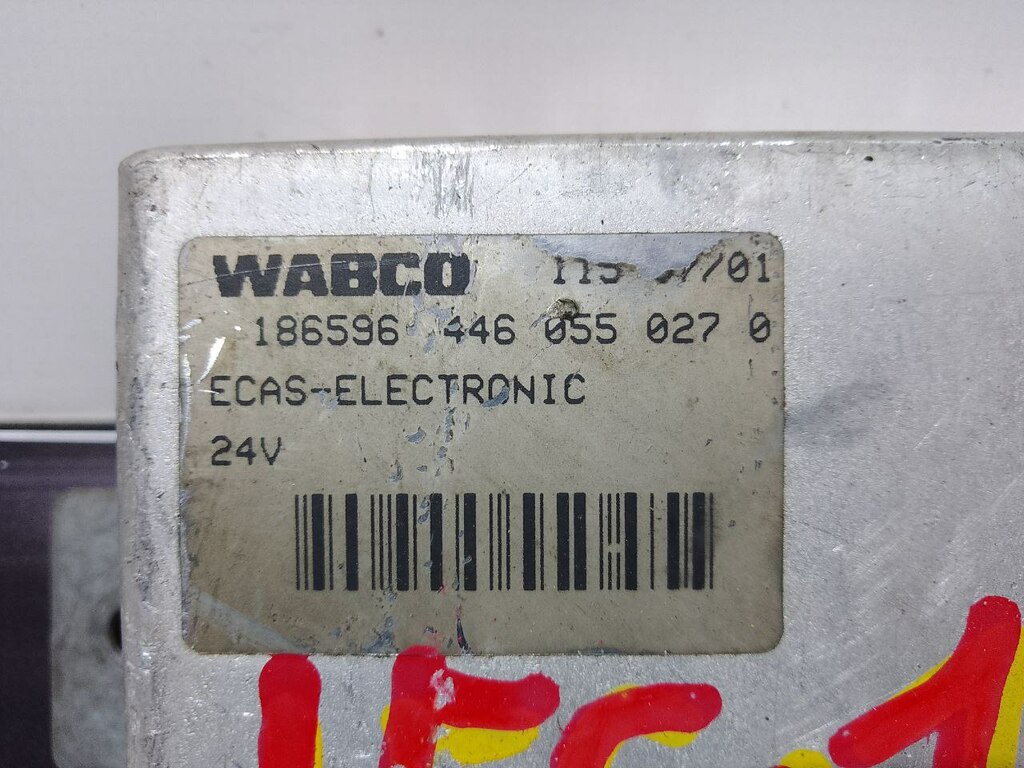 WABCO
186596 446 055 027 0
ECAS-ELECTRONIC
24V